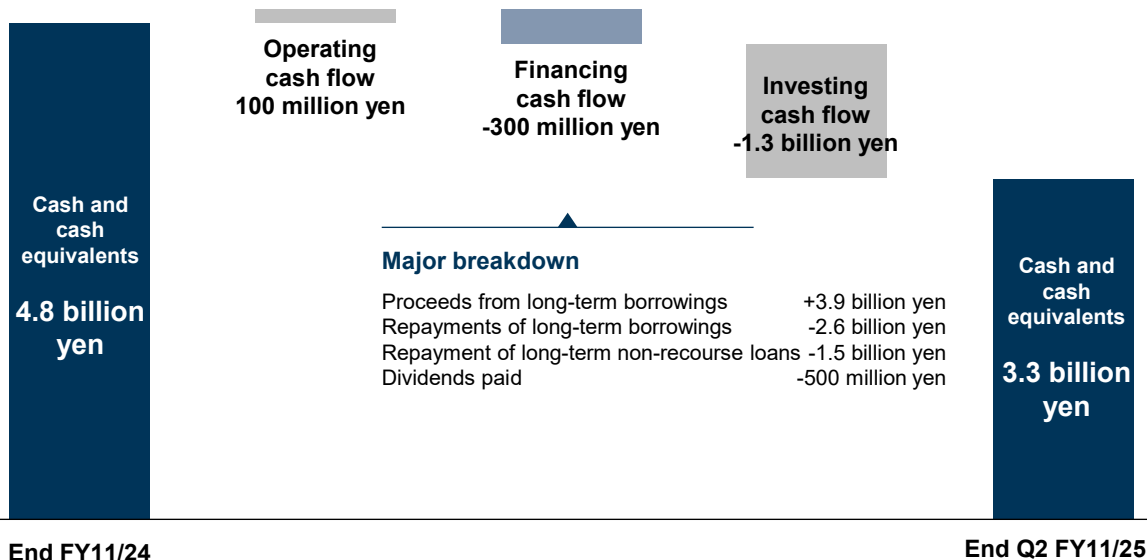 Operating
cash flow
100 million yen
Financing
cash flow
-300 million yen
Investing
cash flow
-1.3 billion yen
Cash and
cash
equivalents
4.8 billion
yen
Major breakdown
Proceeds from long-term borrowings +3.9 billion yen
Repayments of long-term borrowings -2.6 billion yen
Repayment of long-term non-recourse loans -1.5 billion yen
Dividends paid -500 million yen
Cash and
cash
equivalents
3.3 billion
yen
End FY11/24
End Q2 FY11/25